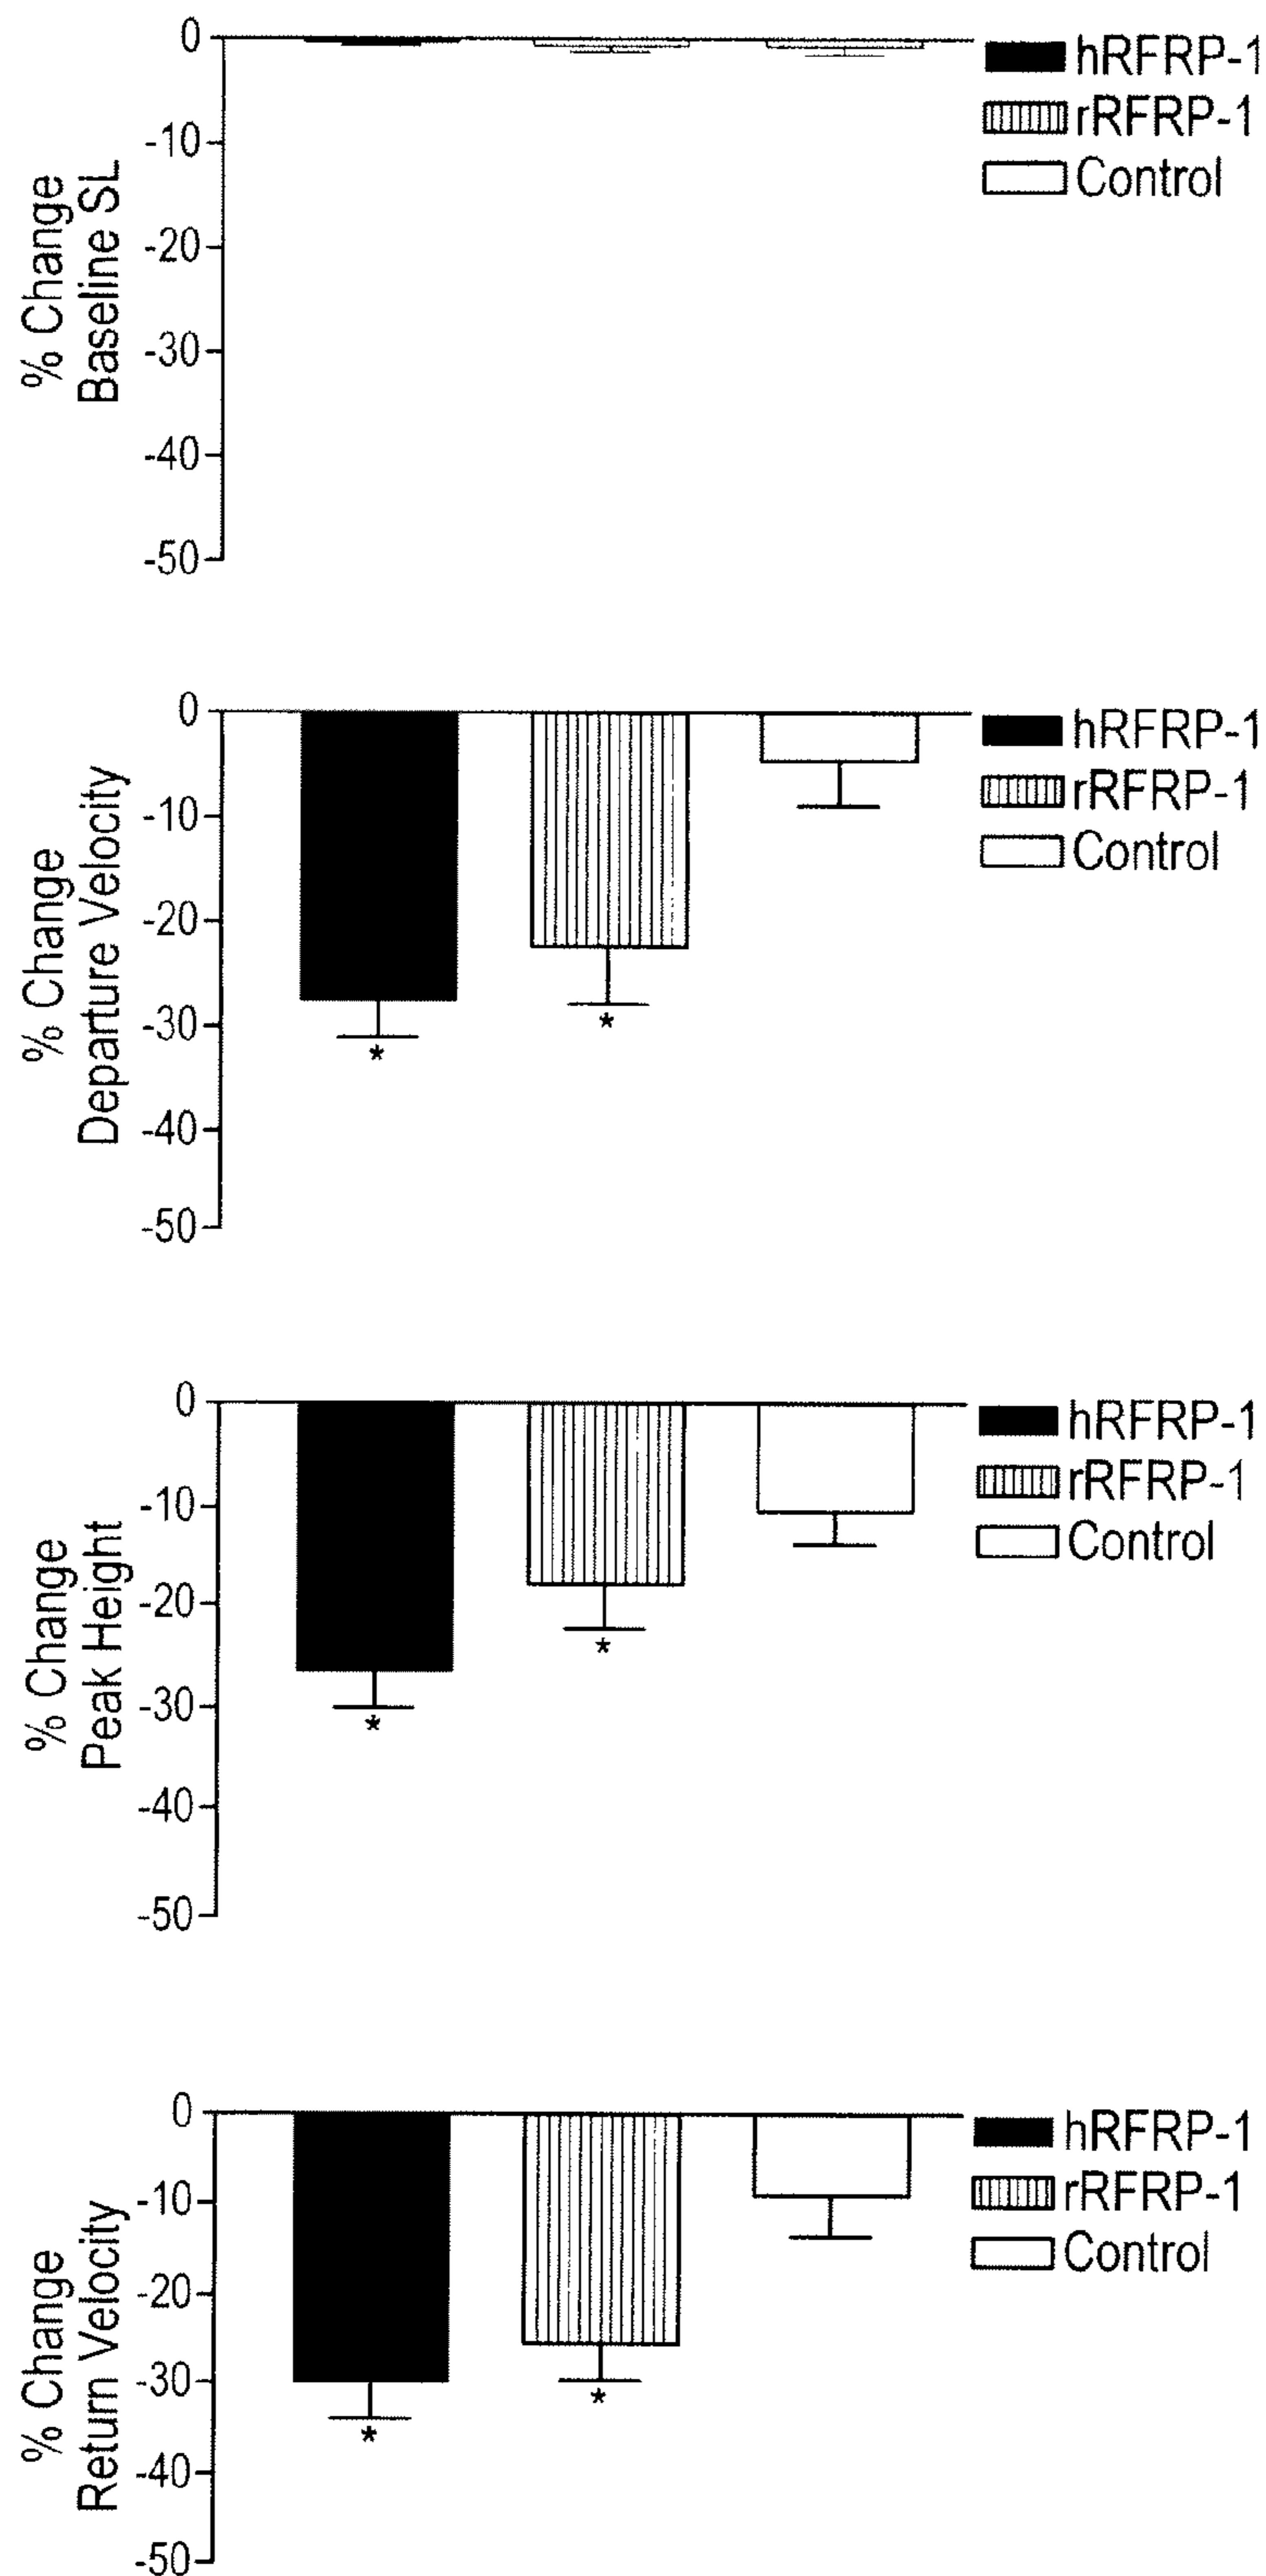 % Change
Baseline SL
0
-10
-20
-30
-40
-50
hRFRP-1
rRFRP-1
Control
% Change
Departure Velocity
0
-10
-20
-30
-40
-50
*
*
hRFRP-1
rRFRP-1
Control
% Change
Peak Height
0
-10
-20
-30
-40
-50
*
*
hRFRP-1
rRFRP-1
Control
% Change
Return Velocity
0
-10
-20
-30
-40
-50
*
*
hRFRP-1
rRFRP-1
Control